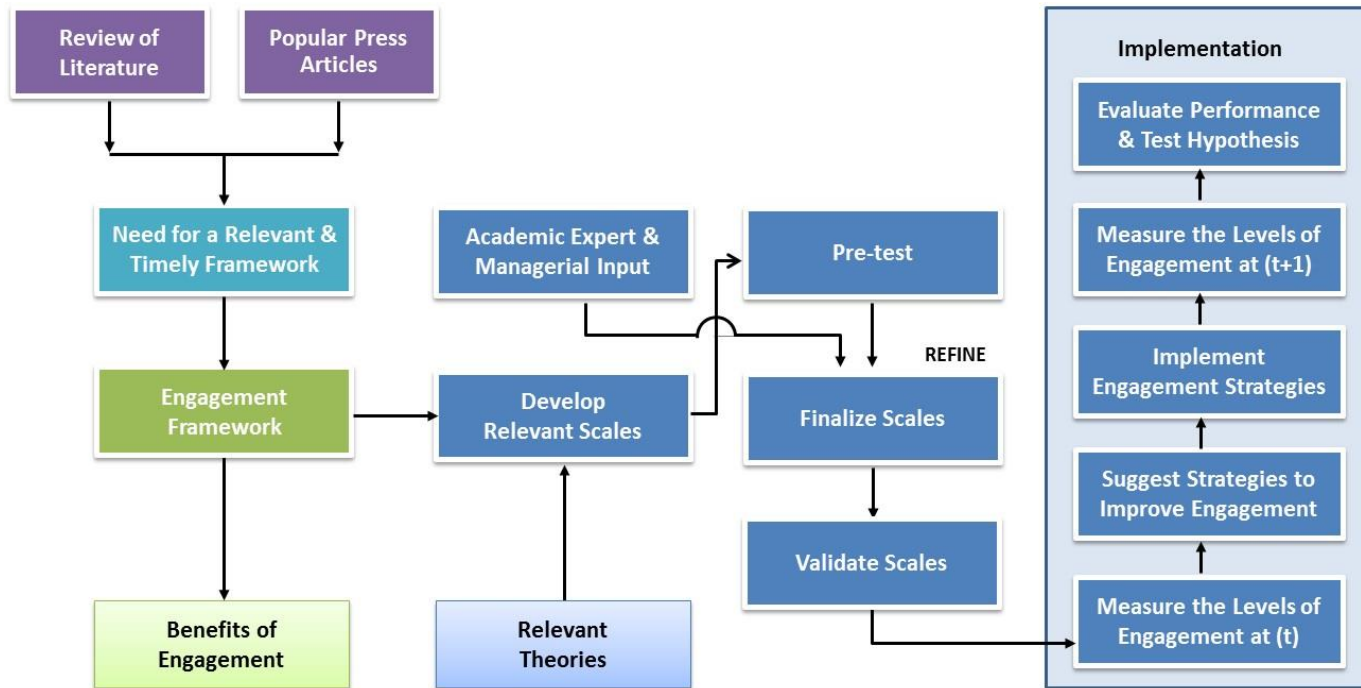 Review of
Literature
Popular Press
Articles
Need for a Relevant &
Timely Framework
Engagement
Framework
Benefits of
Engagement
Academic Expert &
Managerial Input
Develop
Relevant Scales
Relevant
Theories
Pre-test
REFINE
Finalize Scales
Validate Scales
Implementation
Evaluate Performance
& Test Hypothesis
Measure the Levels of
Engagement at (t+1)
Implement
Engagement Strategies
Suggest Strategies to
Improve Engagement
Measure the Levels of
Engagement at (t)